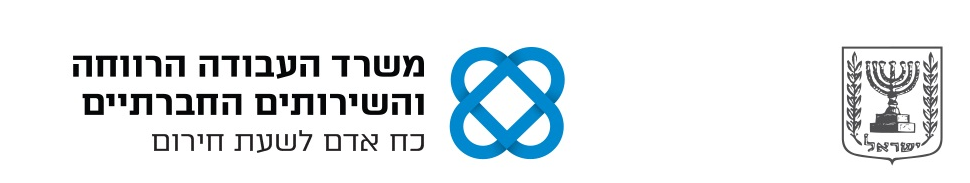 משרד העבודה הרווחה
והשירותים החברתיים
כח אדם לשעת חירום
ישראל